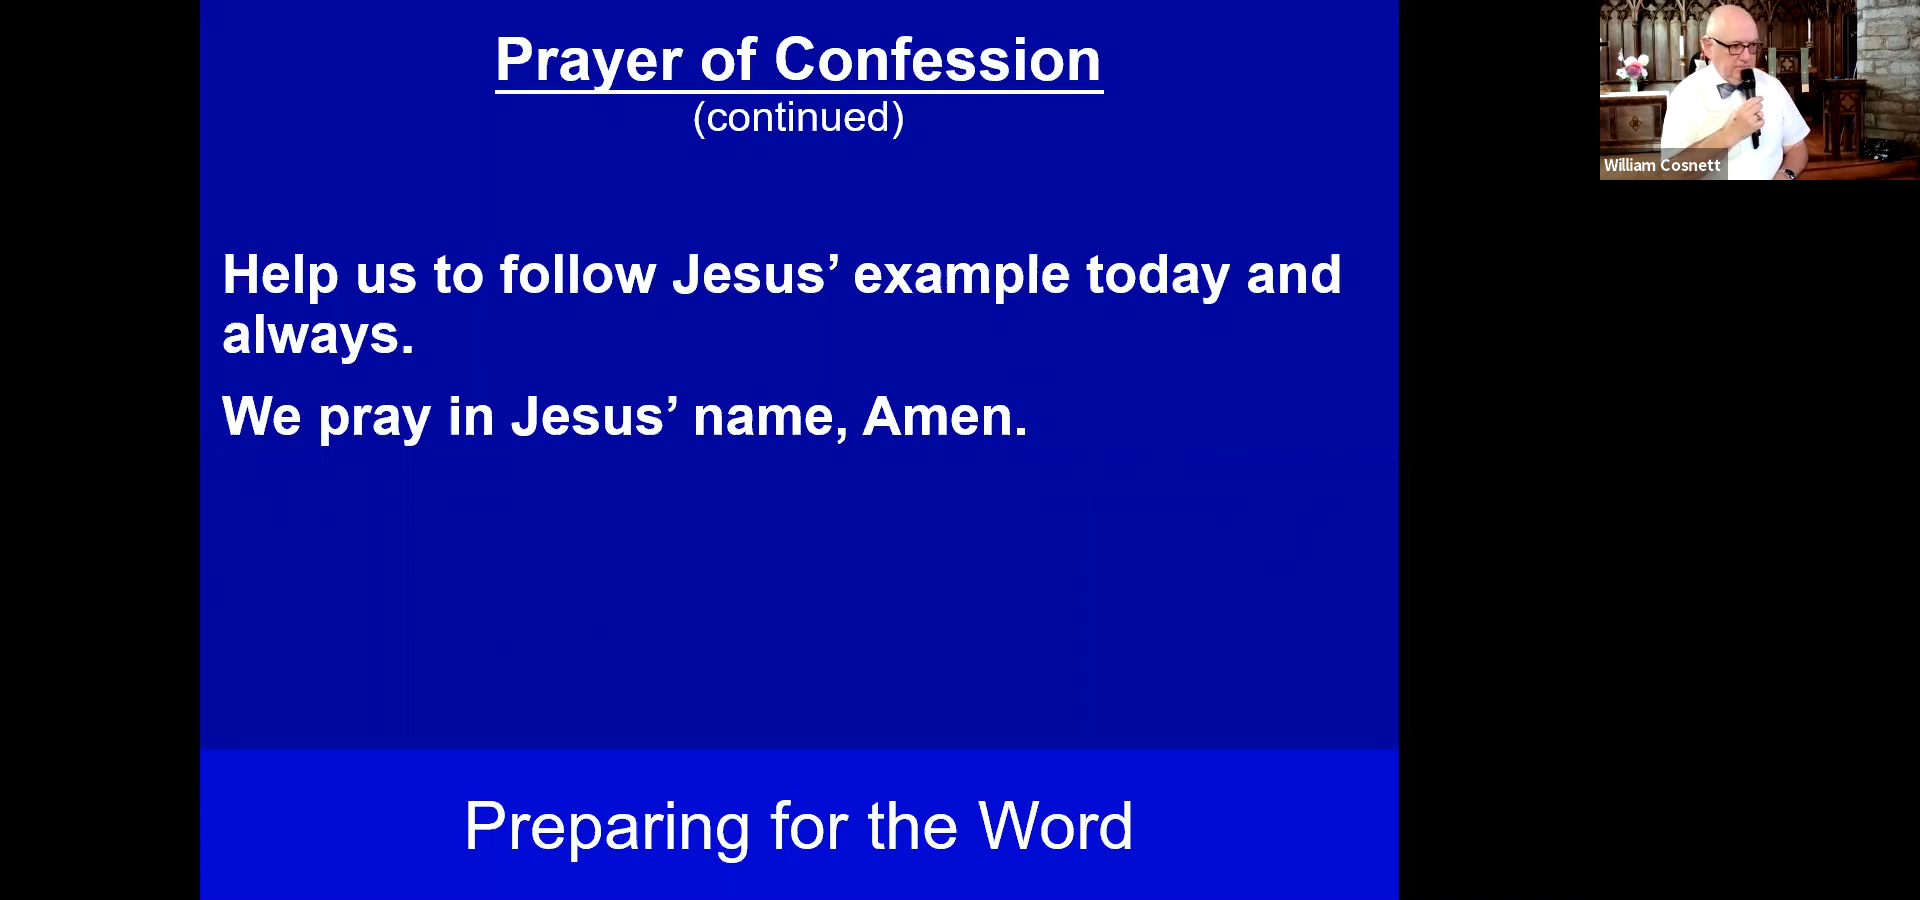 Prayer of Confession
(continued)
Help us to follow Jesus’ example today and
always.
We pray in Jesus’ name, Amen.
Preparing for the Word
William Cosnett